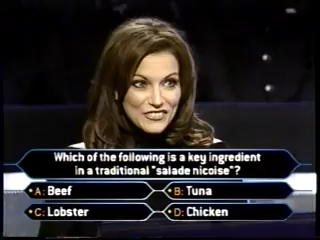 Which of the following is a key ingredient
in a traditional "salade nicoise"?
A: Beef
B: Tuna
C: Lobster
D: Chicken